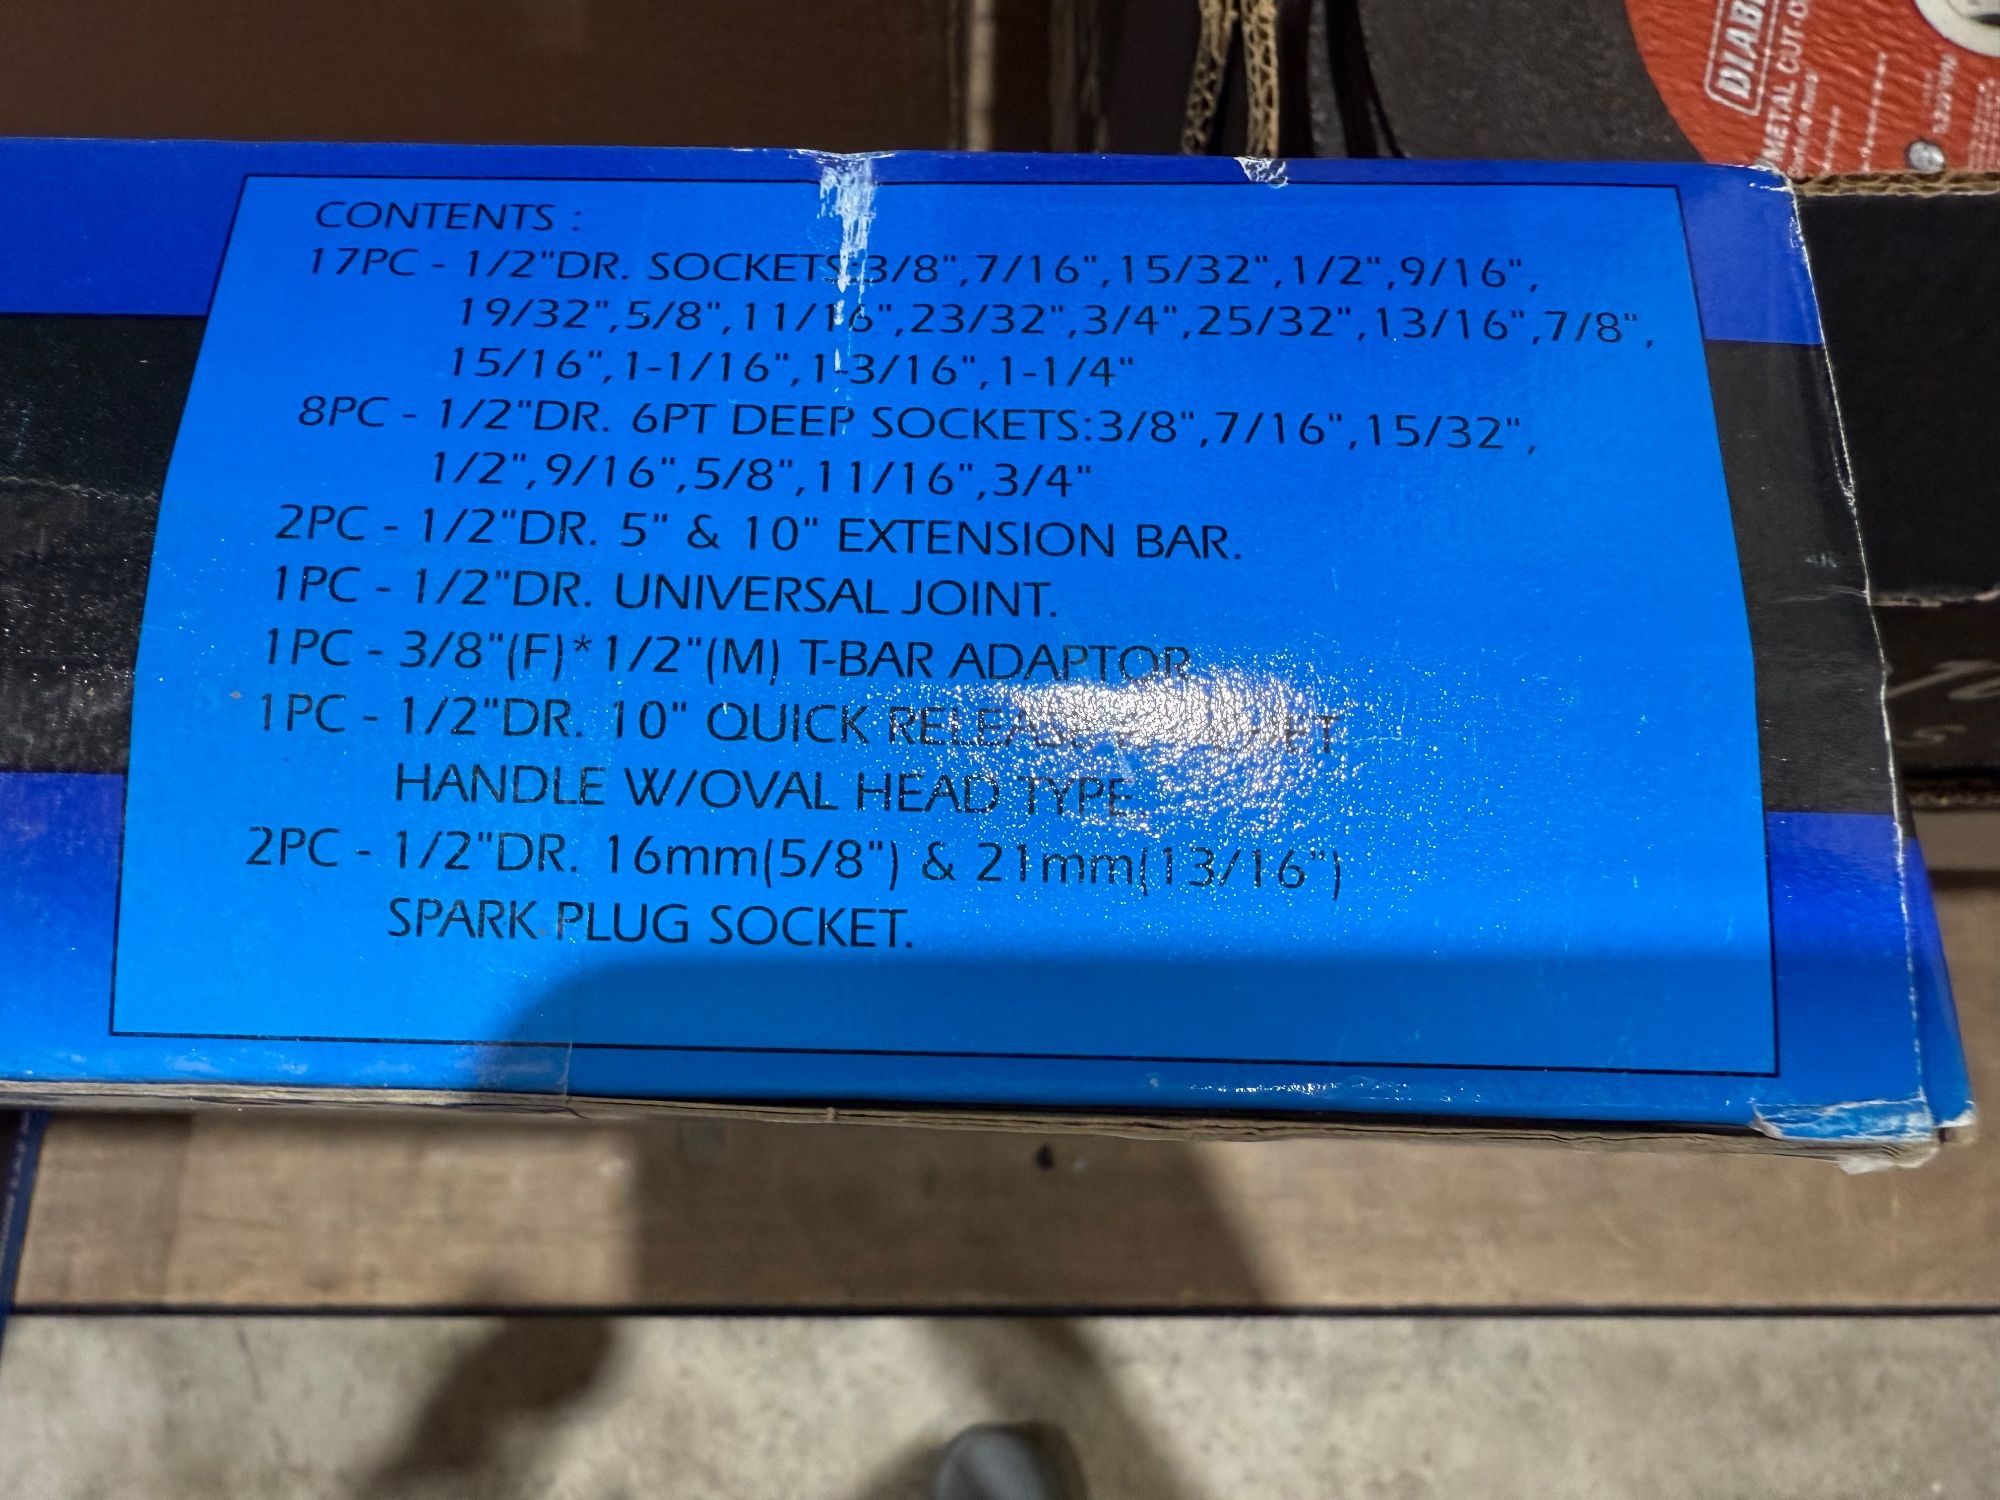 CONTENTS :
17PC - 1/2"DR. SOCKETS:3/8",7/16",15/32",1/2",9/16",
19/32",5/8",11/16",23/32",3/4",25/32",13/16",7/8",
15/16",1-1/16",1-3/16",1-1/4"
8PC - 1/2"DR. 6PT DEEP SOCKETS:3/8",7/16",15/32",
1/2",9/16",5/8",11/16",3/4"
2PC - 1/2"DR. 5" & 10" EXTENSION BAR.
1PC - 1/2"DR. UNIVERSAL JOINT.
1PC - 3/8"(F)*1/2"(M) T-BAR ADAPTOR
1PC - 1/2"DR. 10" QUICK RELEASE
HANDLE W/OVAL HEAD TYPE
2PC - 1/2"DR. 16mm(5/8") & 21mm(13/16")
SPARK PLUG SOCKET.
METAL CUT-O